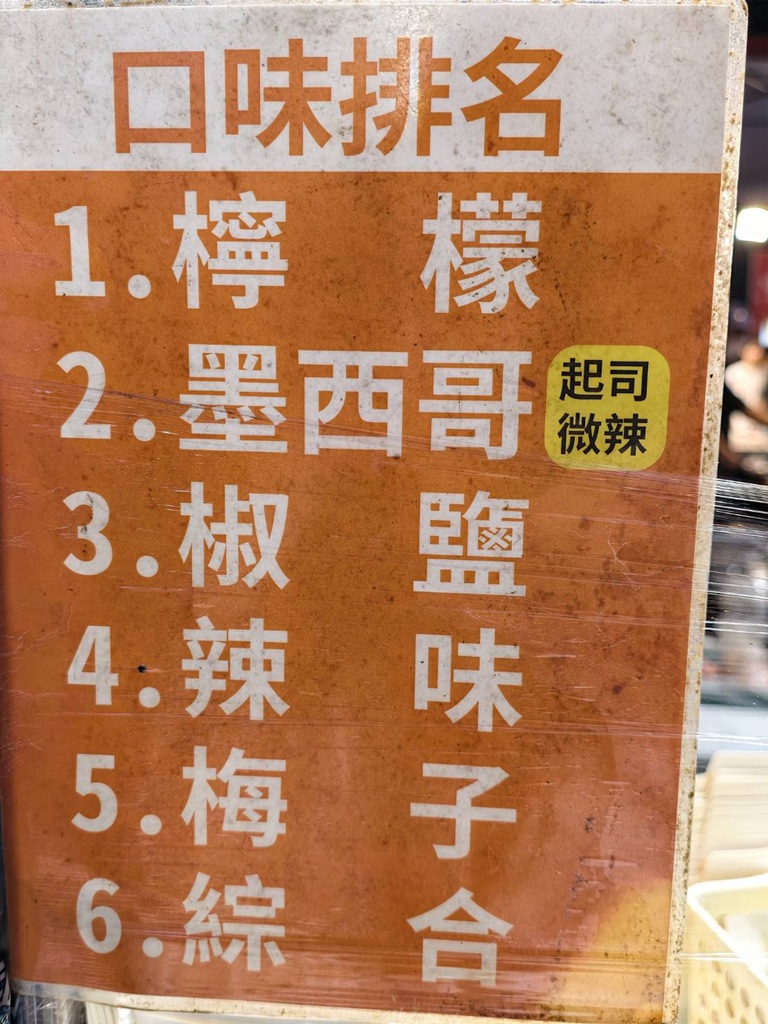 口味排名
1.檸檬
2.墨西哥
起司
微辣
3.椒鹽
4.辣味
5.梅子
6.綜合